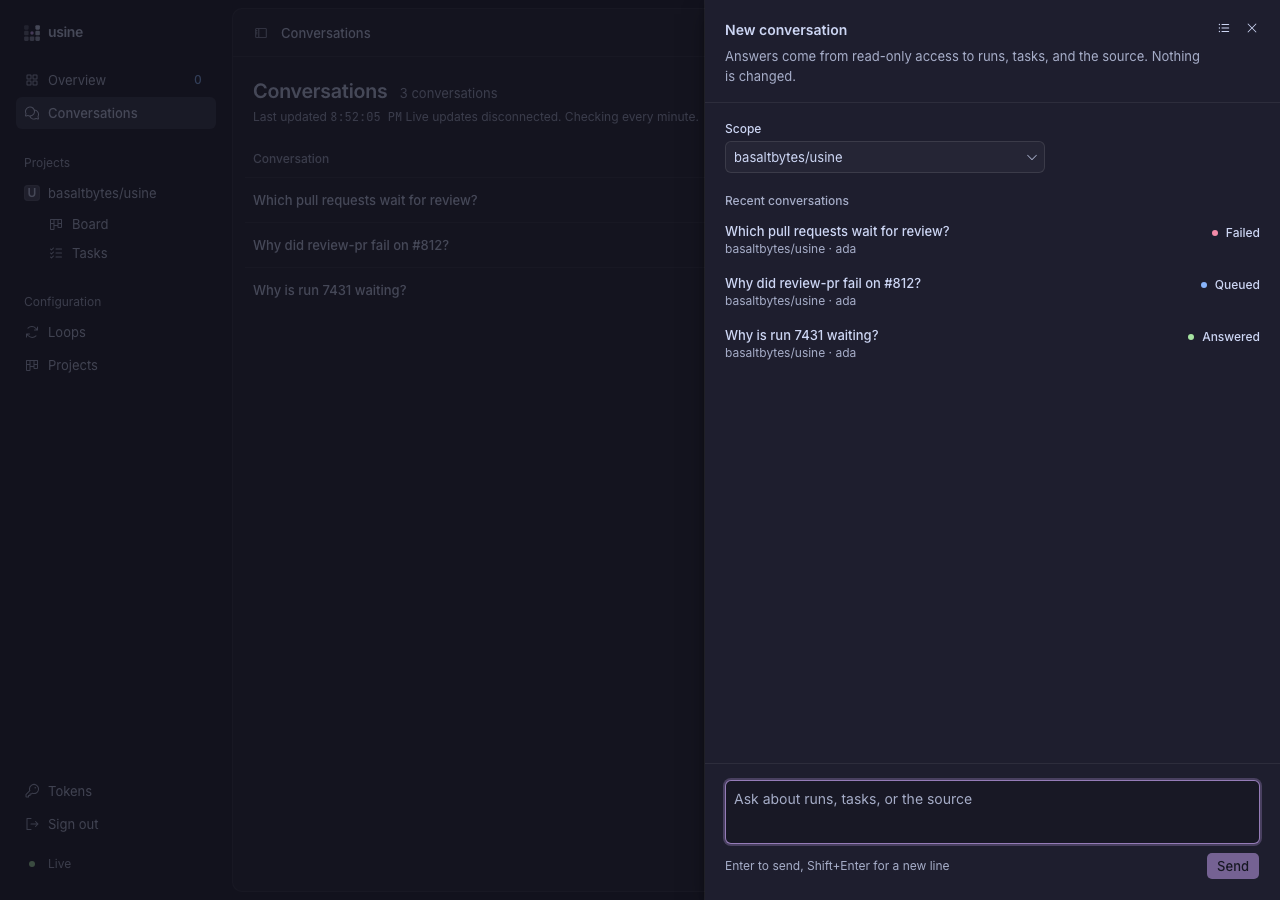 usine
Overview 0
Conversations
Projects
U basaltbytes/usine
Board
Tasks
Configuration
Loops
Projects
Tokens
Sign out
Live
Conversations
Conversations 3 conversations
Last updated 8:52:05 PM Live updates disconnected. Checking every minute.
Conversation
Which pull requests wait for review?
Why did review-pr fail on #812?
Why is run 7431 waiting?
New conversation
Answers come from read-only access to runs, tasks, and the source. Nothing
is changed.
Scope
basaltbytes/usine
Recent conversations
Which pull requests wait for review? Failed
basaltbytes/usine · ada
Why did review-pr fail on #812? Queued
basaltbytes/usine · ada
Why is run 7431 waiting? Answered
basaltbytes/usine · ada
Ask about runs, tasks, or the source
Enter to send, Shift+Enter for a new line Send